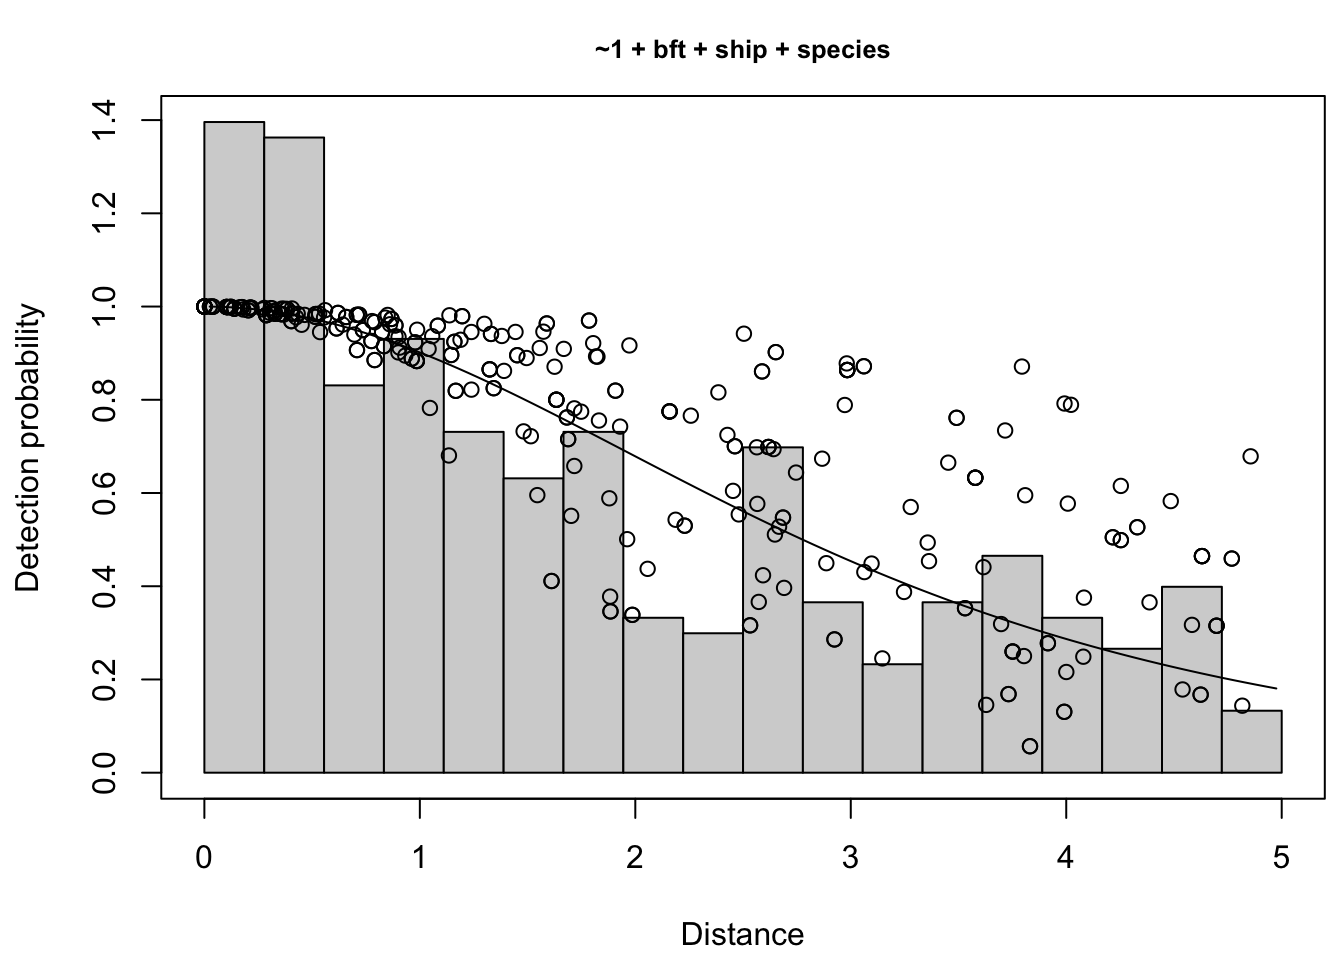 ~1 + bft + ship + species
Detection probability
1.4
1.2
1.0
0.8
0.6
0.4
0.2
0.0
0 1 2 3 4 5
Distance